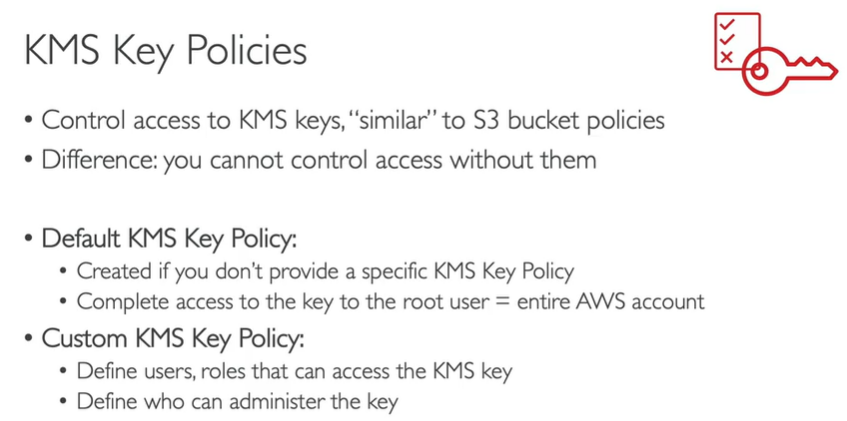 KMS Key Policies
• Control access to KMS keys, "similar" to S3 bucket policies
• Difference: you cannot control access without them
• Default KMS Key Policy:
• Created if you don't provide a specific KMS Key Policy
• Complete access to the key to the root user = entire AWS account
• Custom KMS Key Policy:
• Define users, roles that can access the KMS key
• Define who can administer the key